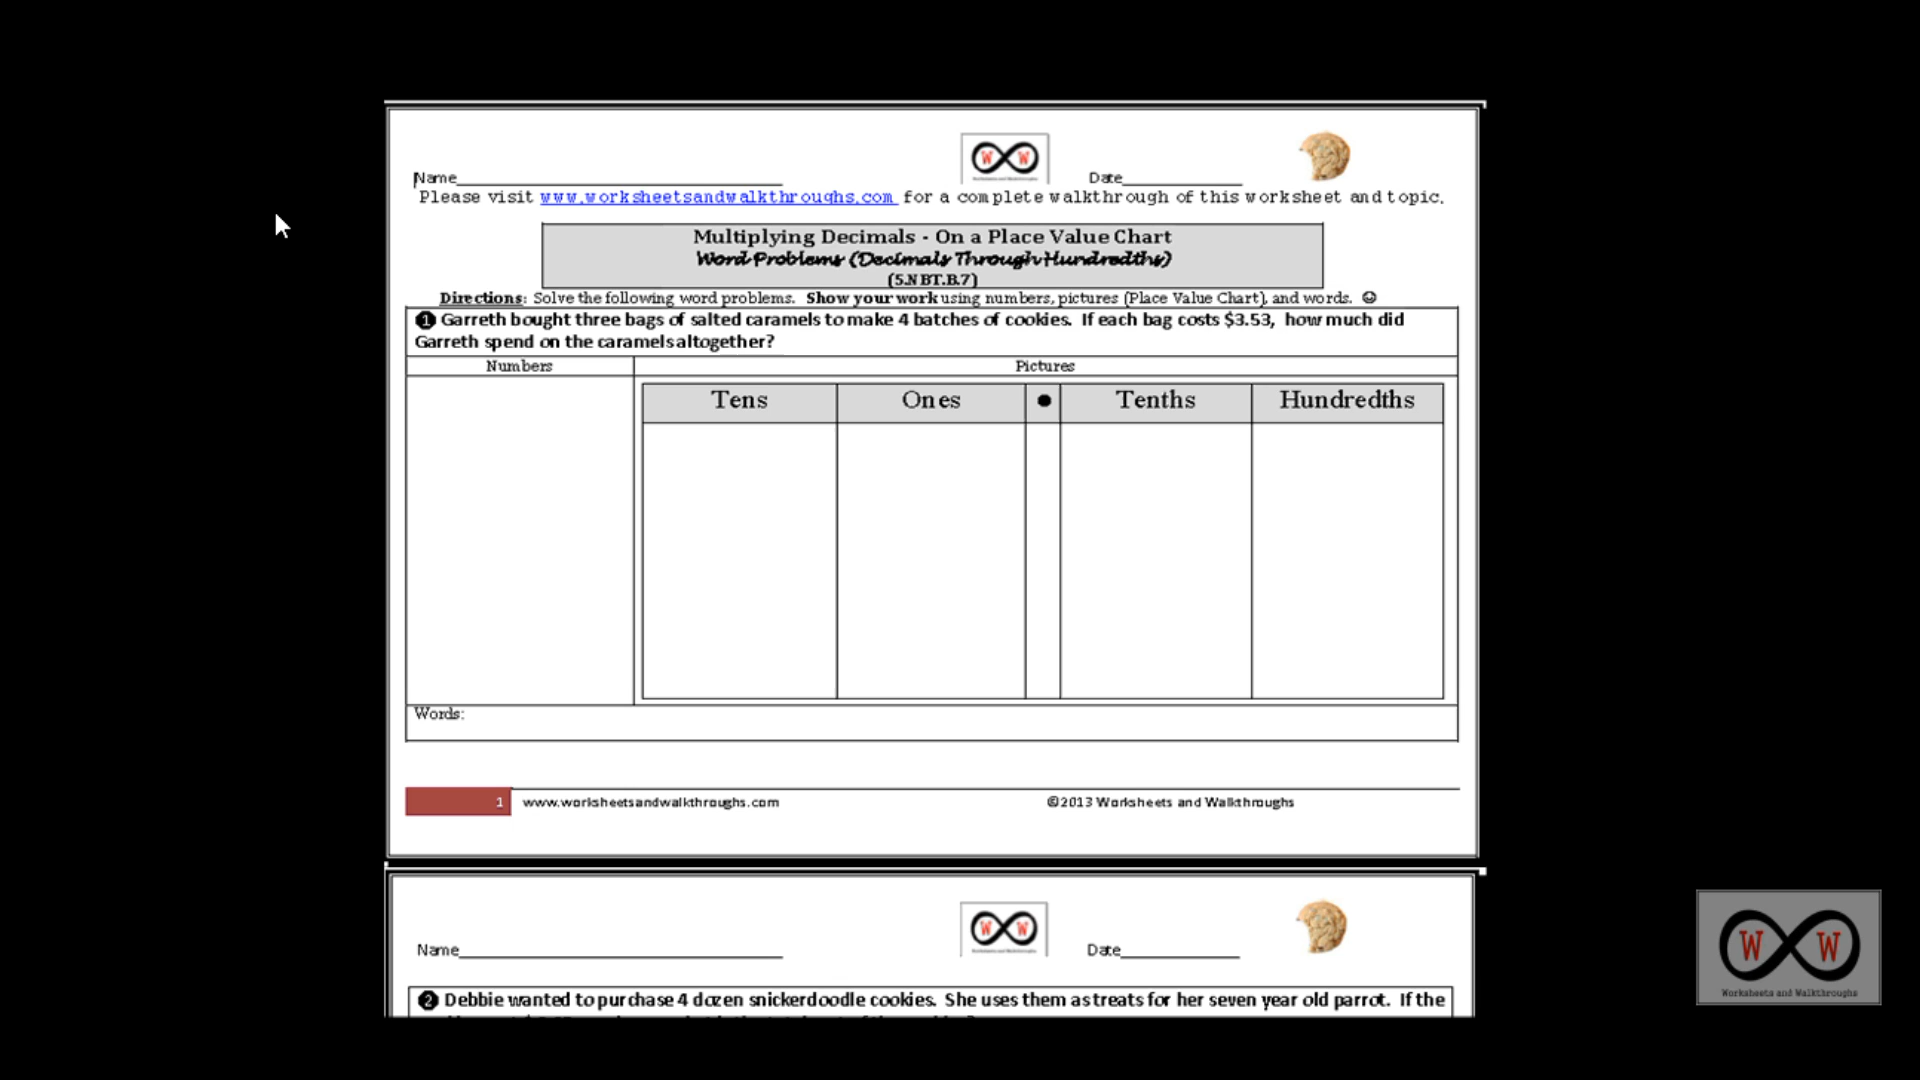 Name
Date
Please visit www.worksheetsandwalkthroughs.com for a complete walkthrough of this worksheet and topic.
Multiplying Decimals - On a Place Value Chart
Word Problems (Decimals Through Hundredths)
(5.NBT.B.7)
Directions: Solve the following word problems. Show your work using numbers, pictures (Place Value Chart), and words. ☺
1 Garreth bought three bags of salted caramels to make 4 batches of cookies. If each bag costs $3.53, how much did
Garreth spend on the caramels altogether?
Numbers
Pictures
Tens Ones • Tenths Hundredths
Words:
1 www.worksheetsandwalkthroughs.com ©2013 Worksheets and Walkthroughs
W W
Name
Date
2 Debbie wanted to purchase 4 dozen snickerdoodle cookies. She uses them as treats for her seven year old parrot. If the
W W
W W
Worksheets and Walkthroughs